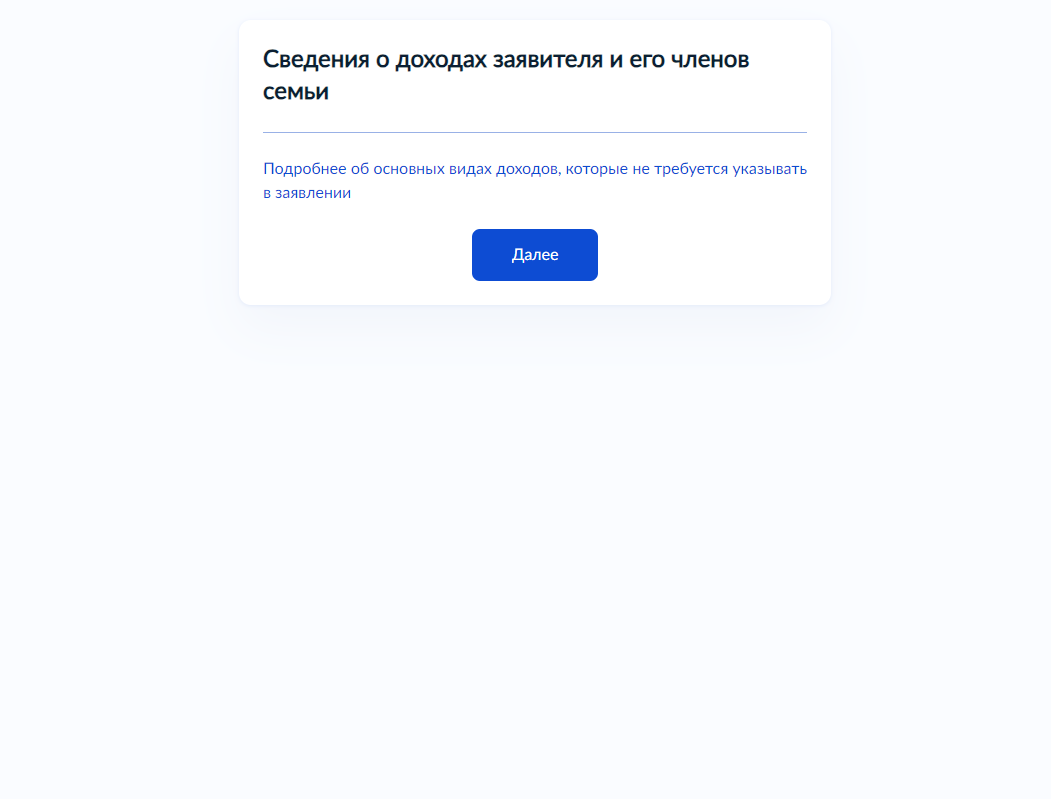 Сведения о доходах заявителя и его членов
семьи
Подробнее об основных видах доходов, которые не требуется указывать
в заявлении
Далее